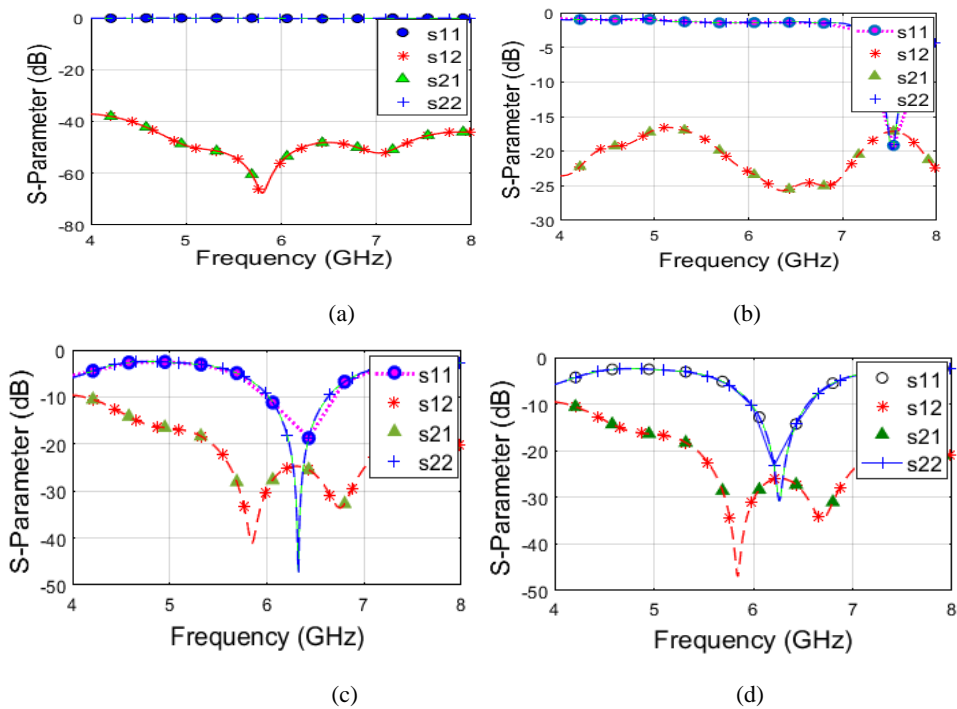 0
-20
-40
-60
-80
S-Parameter (dB)
s11
s12
s21
s22
4 5 6 7 8
Frequency (GHz)
(a)
0
-5
-10
-15
-20
-25
-30
S-Parameter (dB)
s11
s12
s21
s22
4 5 6 7 8
Frequency (GHz)
(b)
0
-10
-20
-30
-40
-50
S-Parameter (dB)
s11
s12
s21
s22
4 5 6 7 8
Frequency (GHz)
(c)
0
-10
-20
-30
-40
-50
S-Parameter (dB)
s11
s12
s21
s22
4 5 6 7 8
Frequency (GHz)
(d)